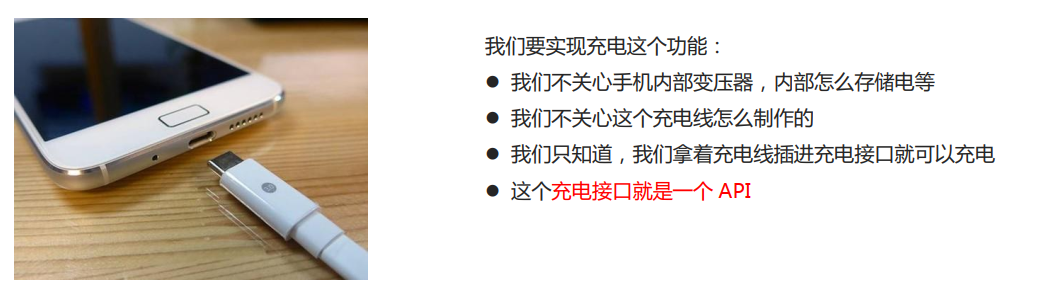 我们要实现充电这个功能：
● 我们不关心手机内部变压器，内部怎么存储电等
● 我们不关心这个充电线怎么制作的
● 我们只知道，我们拿着充电线插进充电接口就可以充电
● 这个充电接口就是一个 API